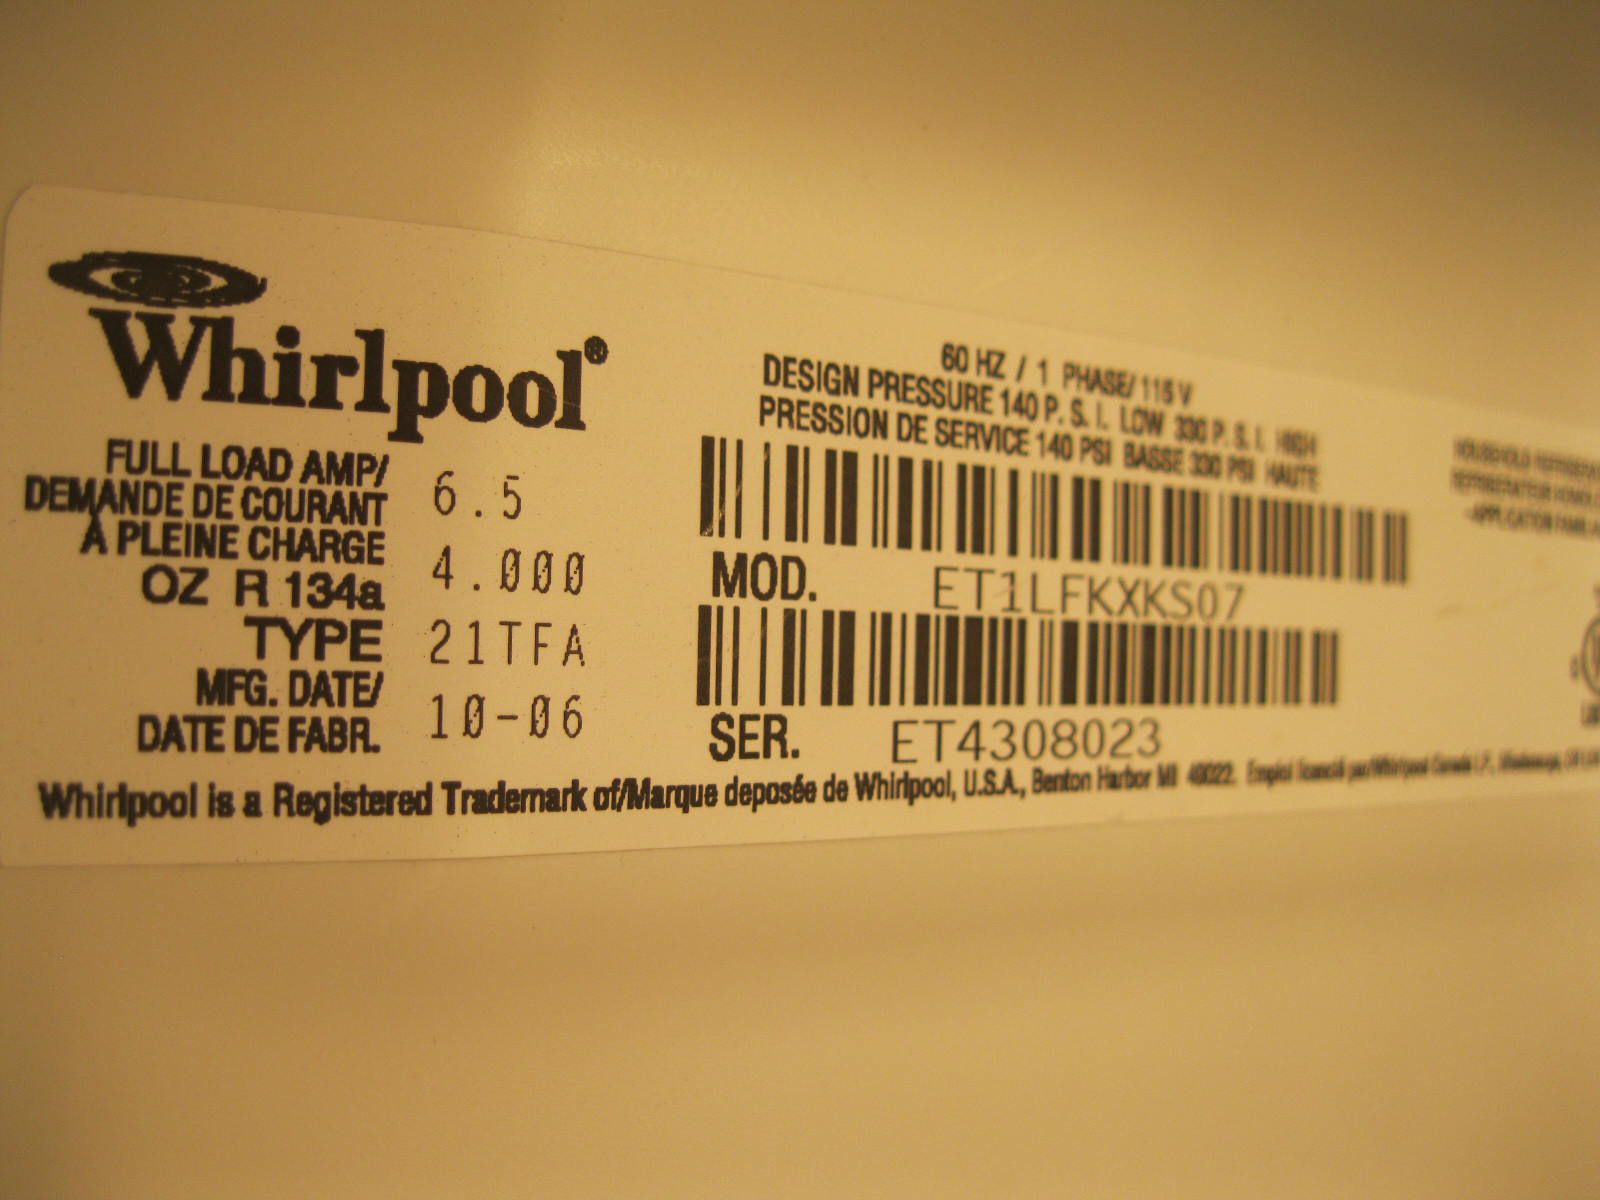 Whirlpool®
FULL LOAD AMP/
DEMANDE DE COURANT
À PLEINE CHARGE 6.5
OZ R 134a 4.000
TYPE 21TFA
MFG. DATE/
DATE DE FABR. 10-06
60 HZ / 1 PHASE/ 115 V
DESIGN PRESSURE 140 P. S. I. LOW 330 P. S. I. HIGH
PRESSION DE SERVICE 140 PSI BASSE 330 PSI HAUTE
MOD. ET1LFKXKS07
SER. ET4308023
Whirlpool is a Registered Trademark of/Marque deposée de Whirlpool, U.S.A., Benton Harbor MI 49022.